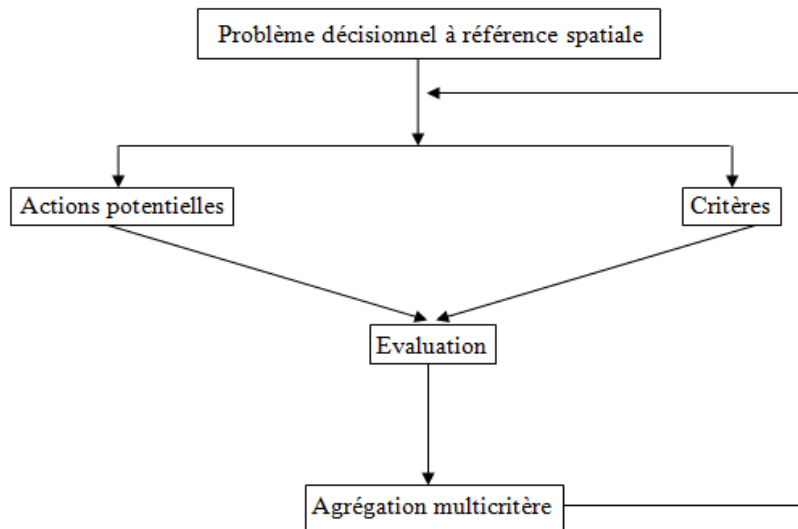 Problème décisionnel à référence spatiale
Actions potentielles
Critères
Evaluation
Agrégation multicritère